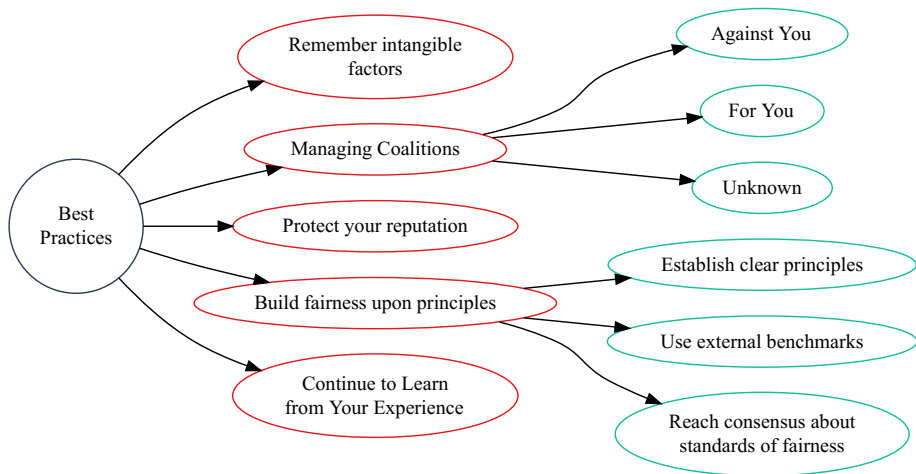 Best
Practices
Remember intangible
factors
Managing Coalitions
Against You
For You
Unknown
Protect your reputation
Build fairness upon principles
Establish clear principles
Use external benchmarks
Reach consensus about
standards of fairness
Continue to Learn
from Your Experience